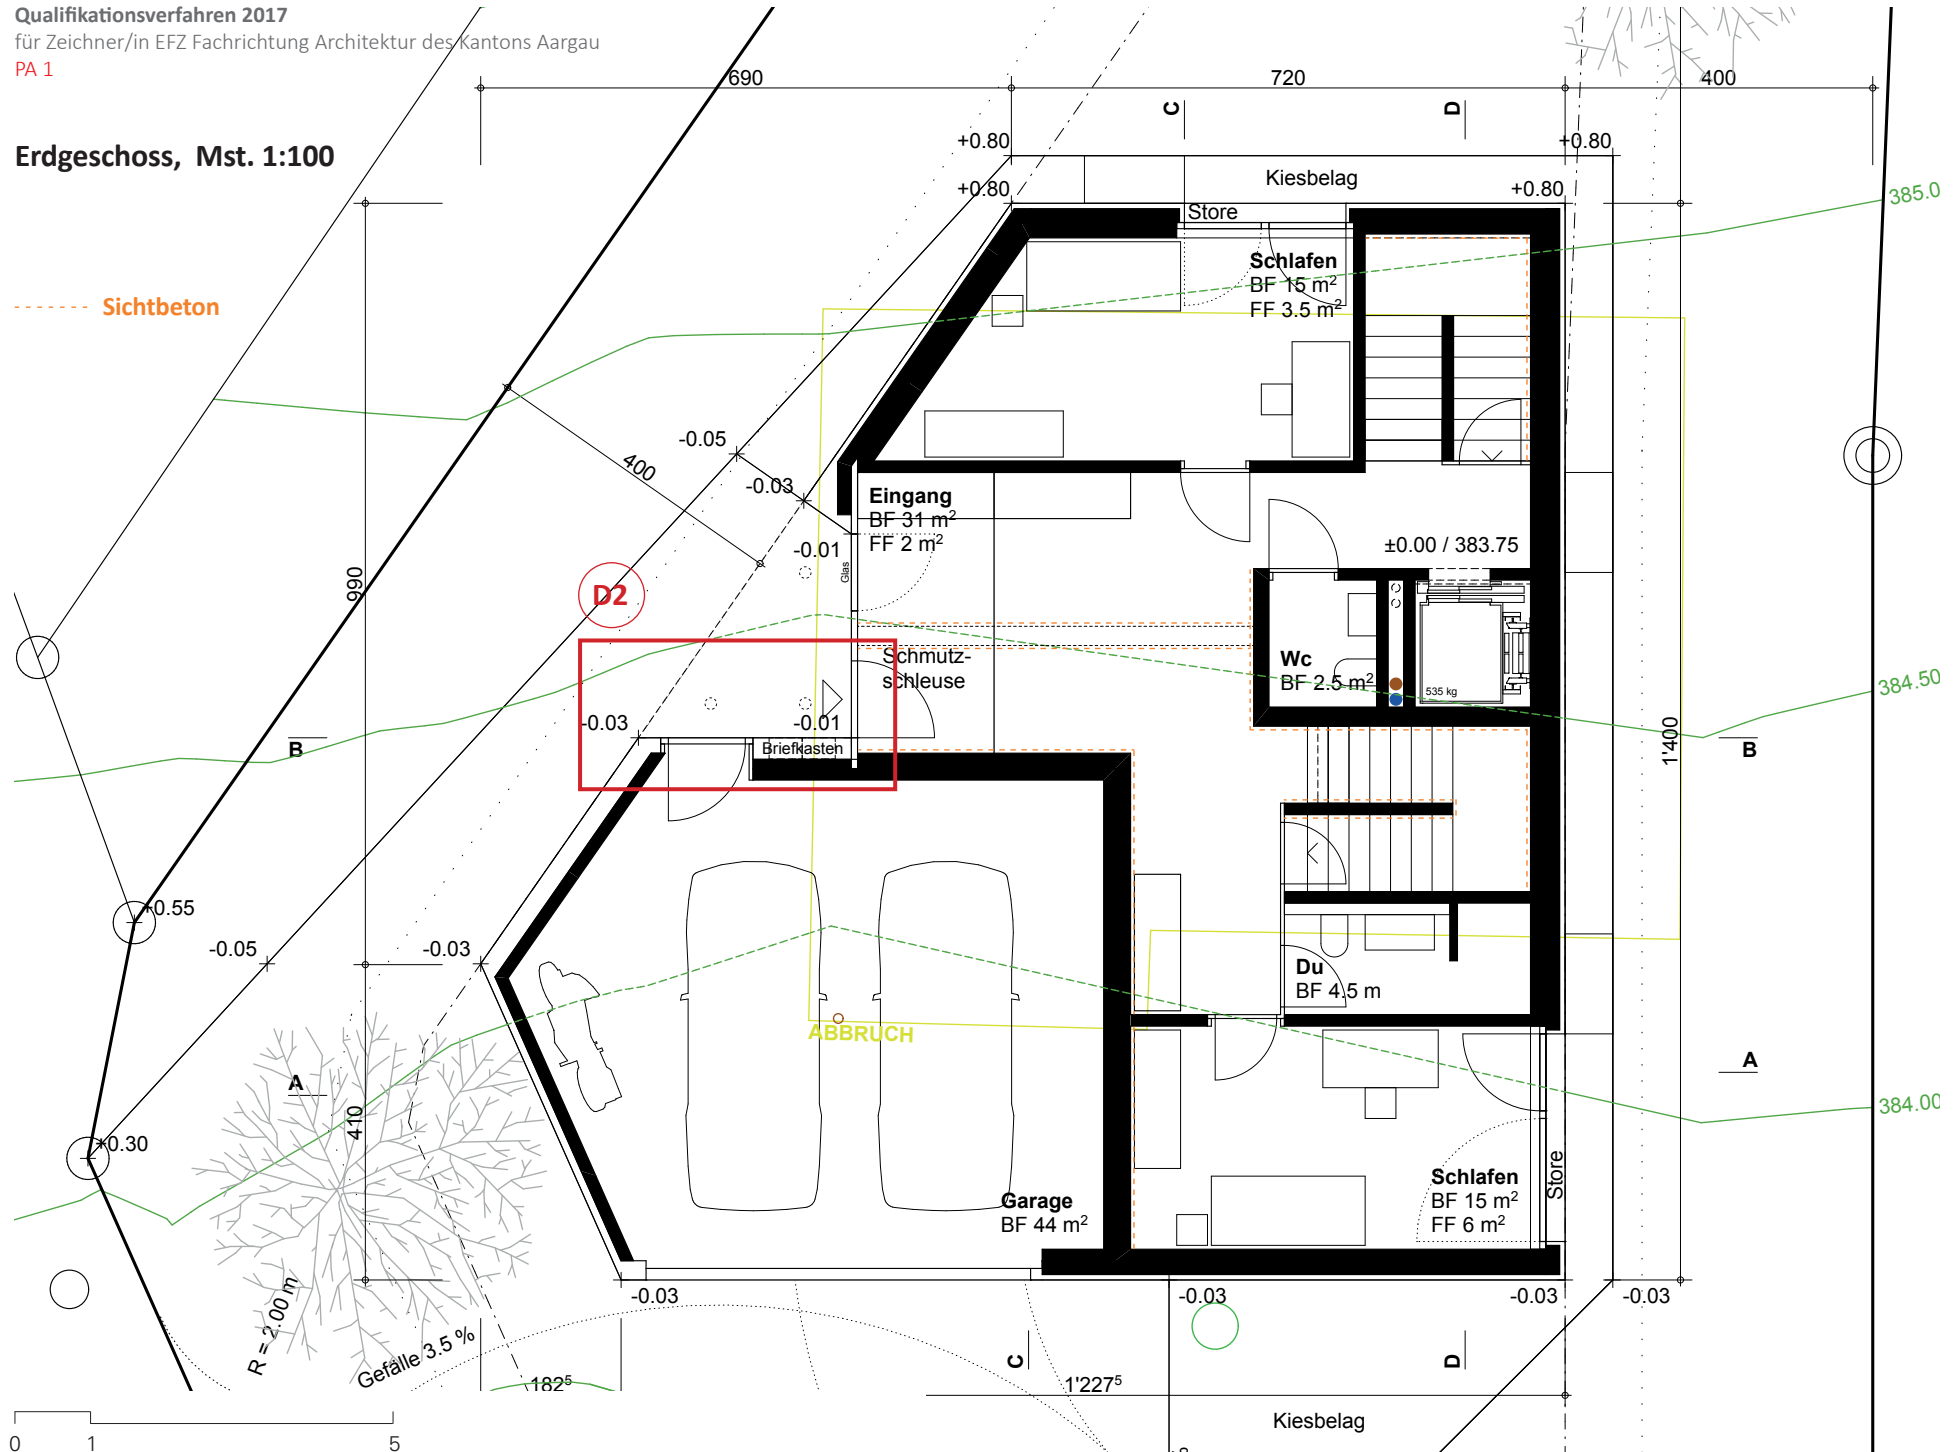 Qualifikationsverfahren 2017
für Zeichner/in EFZ Fachrichtung Architektur des Kantons Aargau
PA 1
Erdgeschoss, Mst. 1:100
Sichtbeton
690
720
400
C
D
+0.80
+0.80
Kiesbelag
+0.80
+0.80
385.0
Store
Schlafen
BF 15 m²
FF 3.5 m²
-0.05
400
-0.03
Eingang
BF 31 m²
FF 2 m²
-0.01
Glas
±0.00 / 383.75
990
D2
Schmutz-
schleuse
Wc
BF 2.5 m²
535 kg
384.50
-0.03
-0.01
Briefkasten
B
B
1'400
+0.55
-0.05
-0.03
Du
BF 4.5 m
ABBRUCH
A
A
410
+0.30
384.00
Garage
BF 44 m²
Schlafen
BF 15 m²
FF 6 m²
Store
-0.03
-0.03
-0.03
-0.03
R = 2.00 m
Gefälle 3.5 %
C
D
182⁵
1'227⁵
Kiesbelag
0
1
5